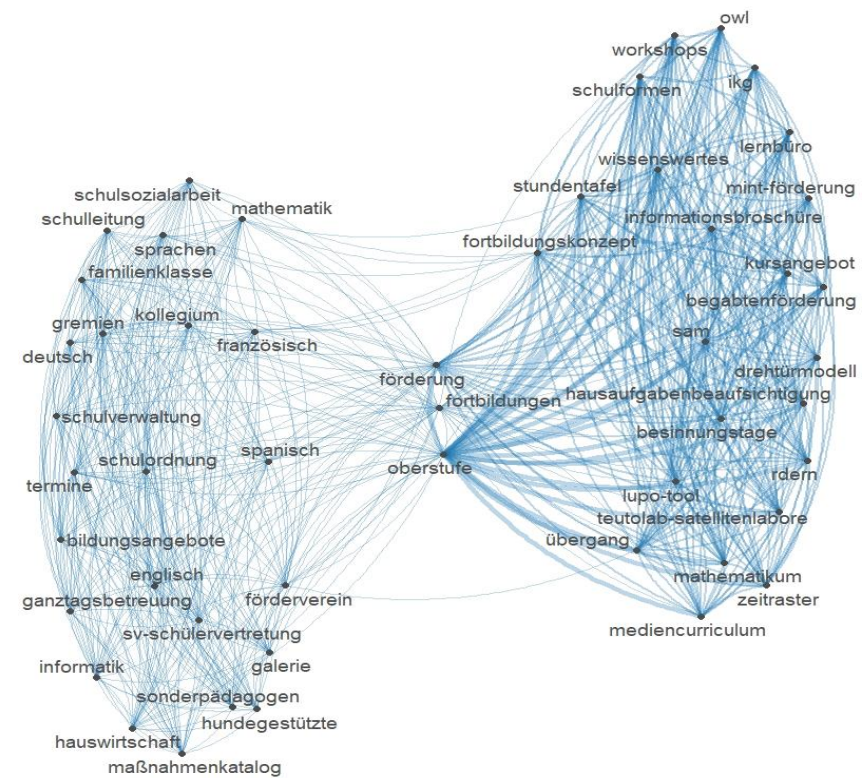 owl
workshops
ikg
schulformen
lernbüro
wissenswertes
stundentafel
mint-förderung
schulsozialarbeit
mathematik
informationsbroschüre
schulleitung
sprachen
fortbildungskonzept
familienklasse
kursangebot
begabtenförderung
gremien
kollegium
sam
deutsch
französisch
drehtürmodell
förderung
hausaufgabenbeaufsichtigung
fortbildungen
schulverwaltung
besinnungstage
spanisch
schulordnung
oberstufe
rdern
termine
lupo-tool
teutolab-satellitenlabore
bildungsangebote
übergang
englisch
mathematikum
ganztagsbetreuung
förderverein
zeitraster
sv-schülervertretung
mediencurriculum
informatik
galerie
sonderpädagogen
hundegestützte
hauswirtschaft
maßnahmenkatalog